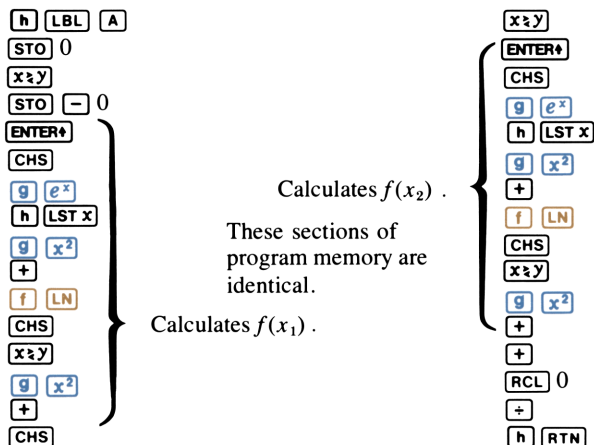 h LBL A
STO 0
x≷y
STO − 0
ENTER↑
CHS
g eˣ
h LST X
g x²
+
f LN
CHS
x≷y
g x²
+
CHS
Calculates f(x₁) .
These sections of
program memory are
identical.
Calculates f(x₂) .
x≷y
ENTER↑
CHS
g eˣ
h LST X
g x²
+
f LN
CHS
x≷y
g x²
+
+
RCL 0
÷
h RTN